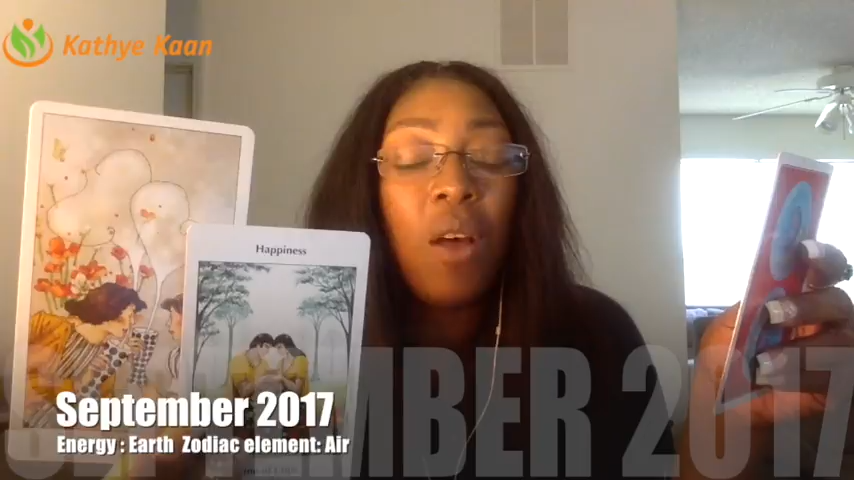 Kathye Kaan
Happiness
September 2017
Energy : Earth Zodiac element: Air
MBER 2017